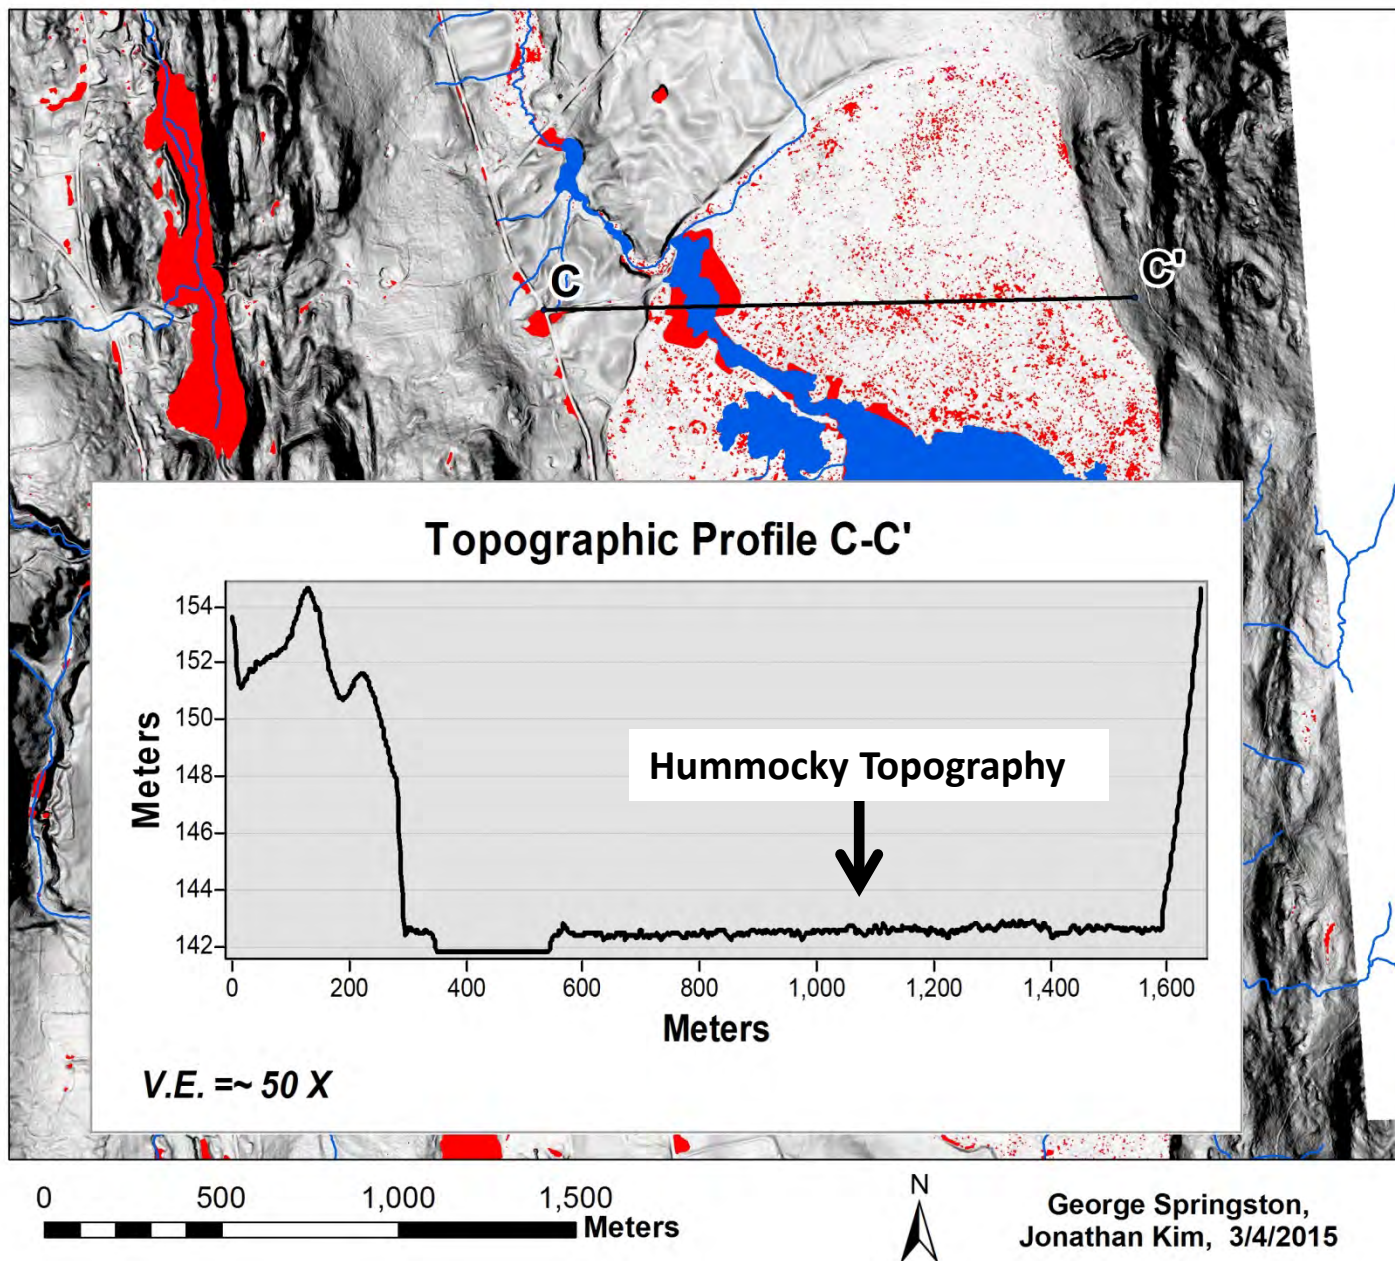 C
C'
Topographic Profile C-C'
154
152
150
148
146
144
142
Meters
Hummocky Topography
0 200 400 600 800 1,000 1,200 1,400 1,600
Meters
V.E. =~ 50 X
0 500 1,000 1,500
Meters
N
George Springston,
Jonathan Kim, 3/4/2015